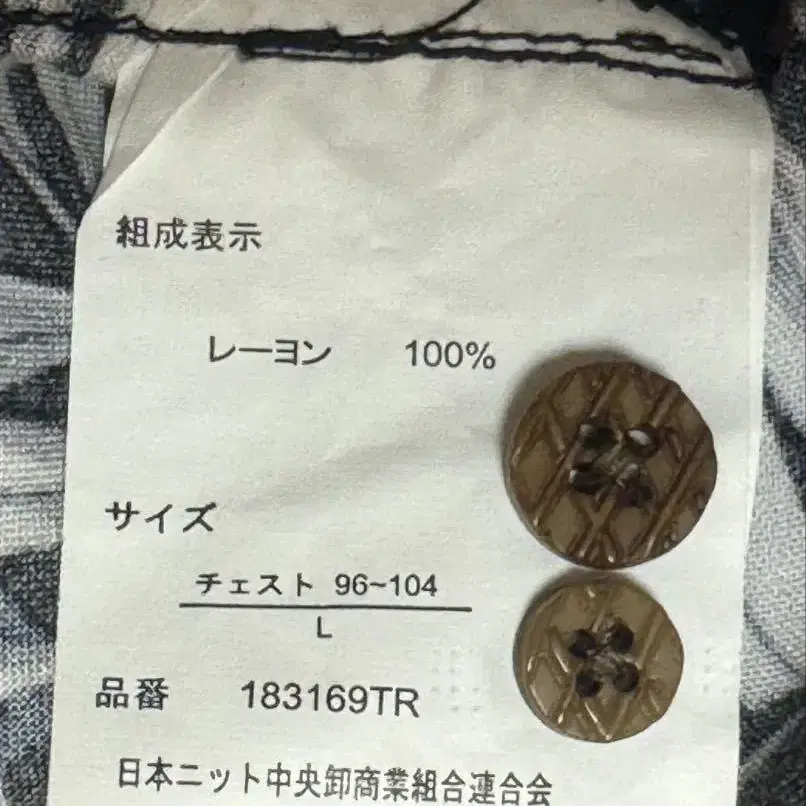 組成表示
レーヨン 100%
サイズ
チェスト 96~104
L
品番 183169TR
日本ニット中央卸商業組合連合会